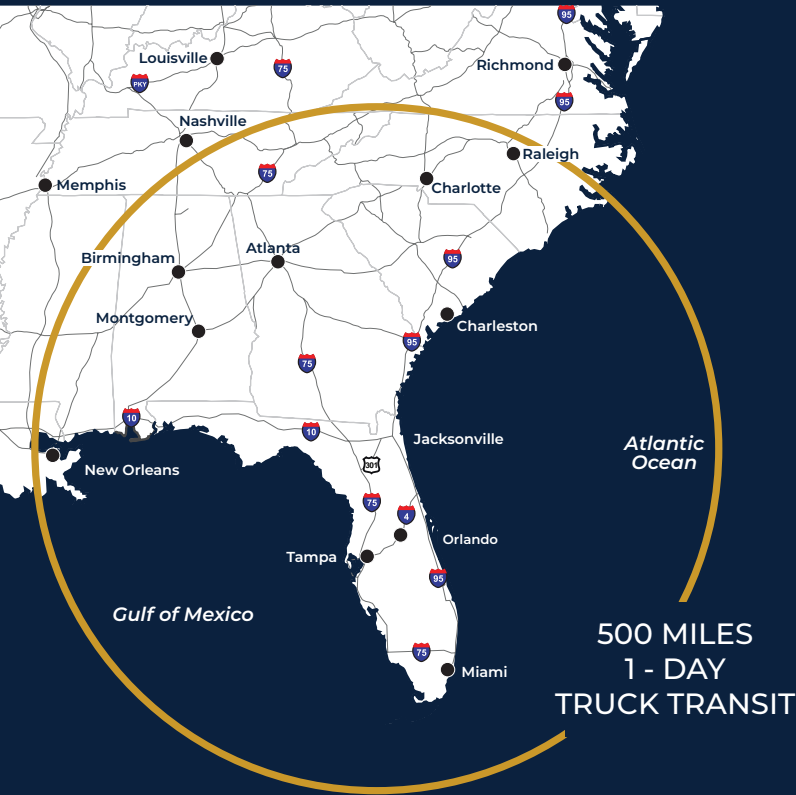 95
Louisville
75
Richmond
PKY
95
Nashville
Raleigh
75
Memphis
Charlotte
Atlanta
Birmingham
95
Montgomery
Charleston
95
75
10
10
Jacksonville
Atlantic
Ocean
301
New Orleans
75
4
Orlando
Tampa
95
Gulf of Mexico
500 MILES
1 - DAY
TRUCK TRANSIT
75
Miami